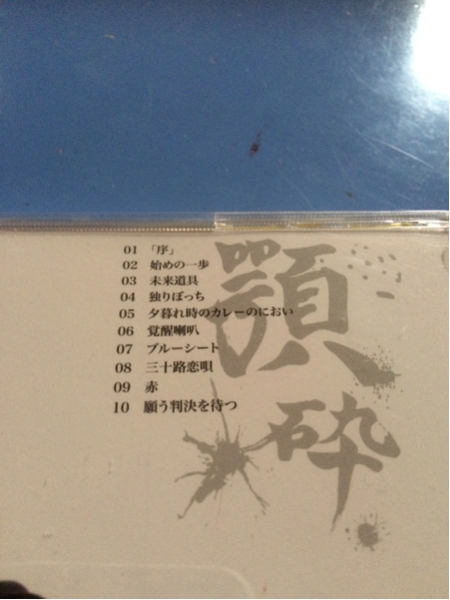 01 「序」
02 始めの一歩
03 未来道具
04 独りぼっち
05 夕暮れ時のカレーのにおい
06 覚醒喇叭
07 ブルーシート
08 三十路恋唄
09 赤
10 願う判決を待つ
顎
砕